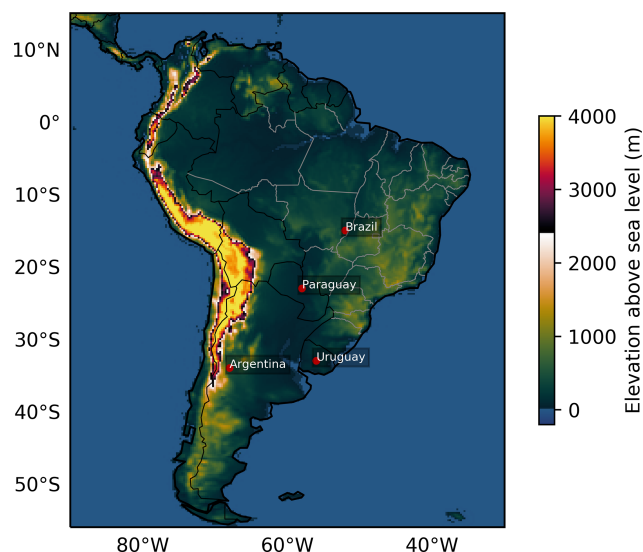 10°N
0°
10°S
20°S
30°S
40°S
50°S
80°W
60°W
40°W
Brazil
Paraguay
Uruguay
Argentina
4000
3000
2000
1000
0
Elevation above sea level (m)